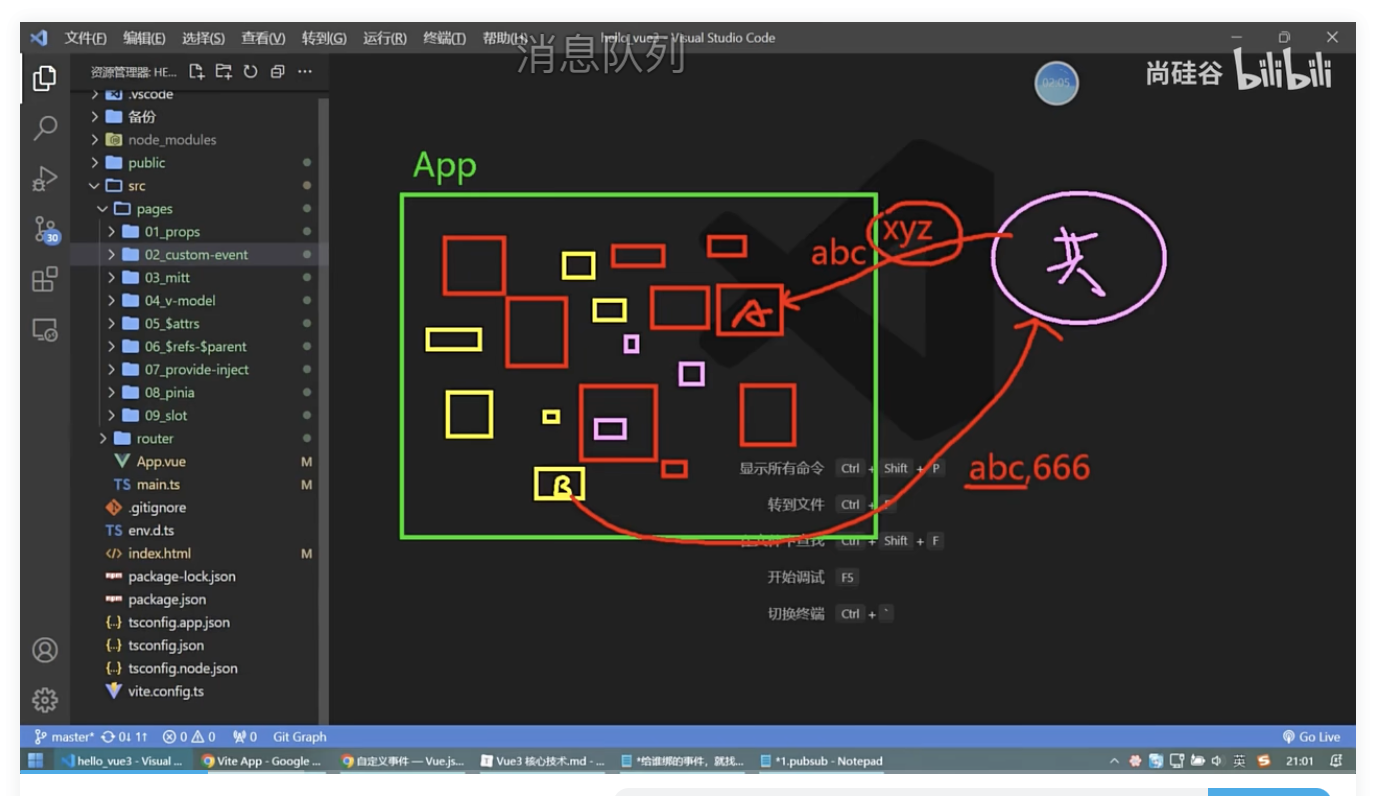 文件(F) 编辑(E) 选择(S) 查看(V) 转到(G) 运行(R) 终端(T) 帮助(H) hello_vue3 - Visual Studio Code
消息队列
资源管理器: HE...
02:05
尚硅谷 bilibili
.vscode
备份
node_modules
public
src
pages
01_props
02_custom-event
03_mitt
04_v-model
05_$attrs
06_$refs-$parent
07_provide-inject
08_pinia
09_slot
router
App.vue M
TS main.ts M
.gitignore
TS env.d.ts
index.html M
package-lock.json
package.json
{..} tsconfig.app.json
{..} tsconfig.json
{..} tsconfig.node.json
vite.config.ts
30
App
abc xyz
共
A
B
abc,666
显示所有命令 Ctrl + Shift + P
转到文件 Ctrl + P
在文件中查找 Ctrl + Shift + F
开始调试 F5
切换终端 Ctrl + `
master* 0↓ 1↑ 0 0 0 Git Graph Go Live
hello_vue3 - Visual ... Vite App - Google ... 自定义事件 — Vue.js... Vue3 核心技术.md - ... *给谁绑的事件，就找... *1.pubsub - Notepad 英 21:01